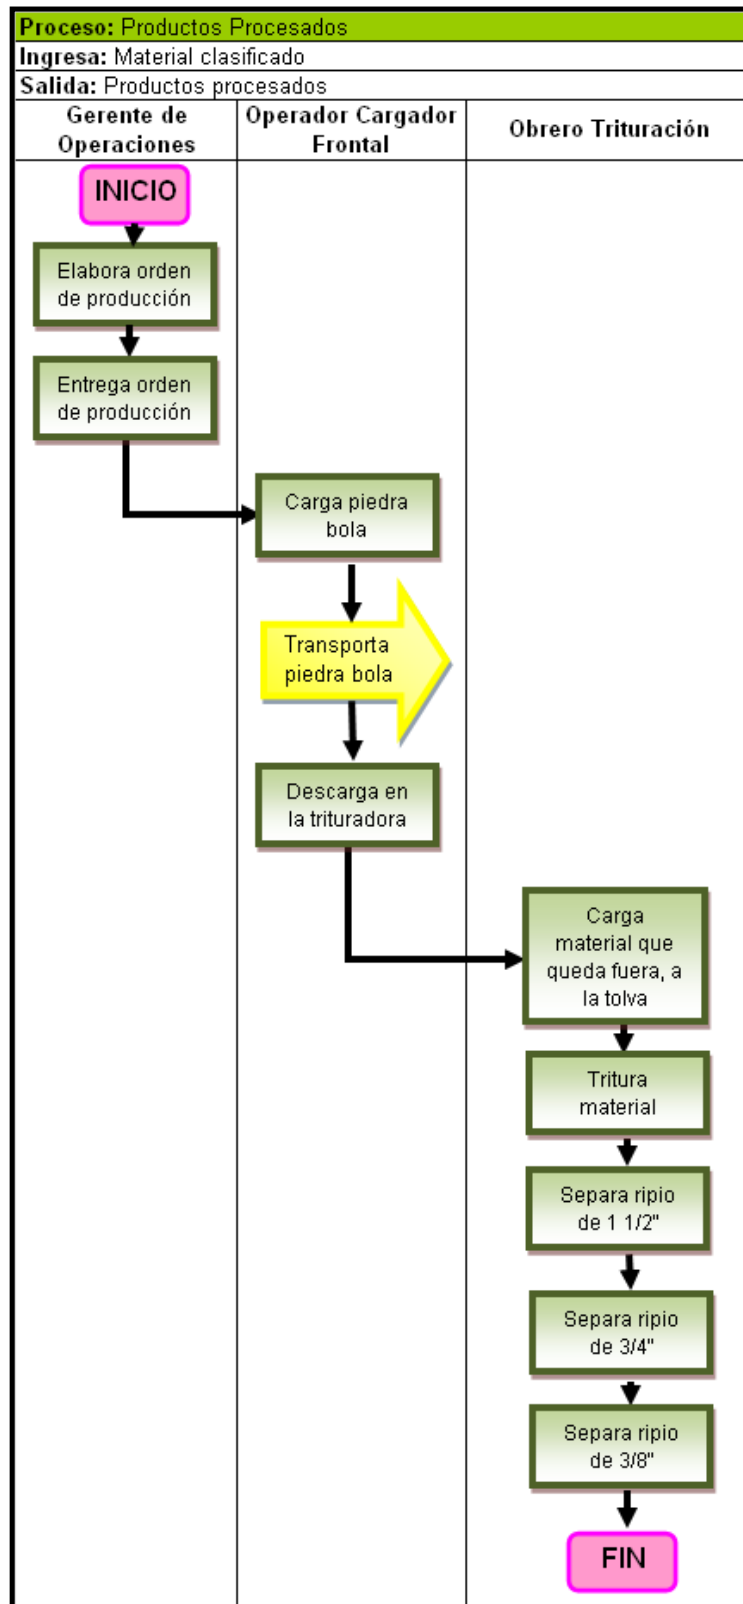 Proceso: Productos Procesados
Ingresa: Material clasificado
Salida: Productos procesados
Gerente de
Operaciones
Operador Cargador
Frontal
Obrero Trituración
INICIO
Elabora orden
de producción
Entrega orden
de producción
Carga piedra
bola
Transporta
piedra bola
Descarga en
la trituradora
Carga
material que
queda fuera, a
la tolva
Tritura
material
Separa ripio
de 1 1/2"
Separa ripio
de 3/4"
Separa ripio
de 3/8"
FIN